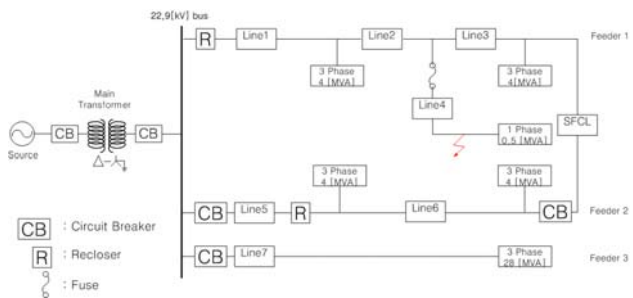 22,9[kV] bus
R
Line1
Line2
Line3
Feeder 1
3 Phase
4 [MVA]
3 Phase
4 [MVA]
Line4
Main
Transformer
CB
CB
Source
Δ-
1 Phase
0.5 [MVA]
SFCL
3 Phase
4 [MVA]
3 Phase
4 [MVA]
CB
Line5
R
Line6
CB
Feeder 2
CB : Circuit Breaker
R : Recloser
: Fuse
CB
Line7
3 Phase
28 [MVA]
Feeder 3